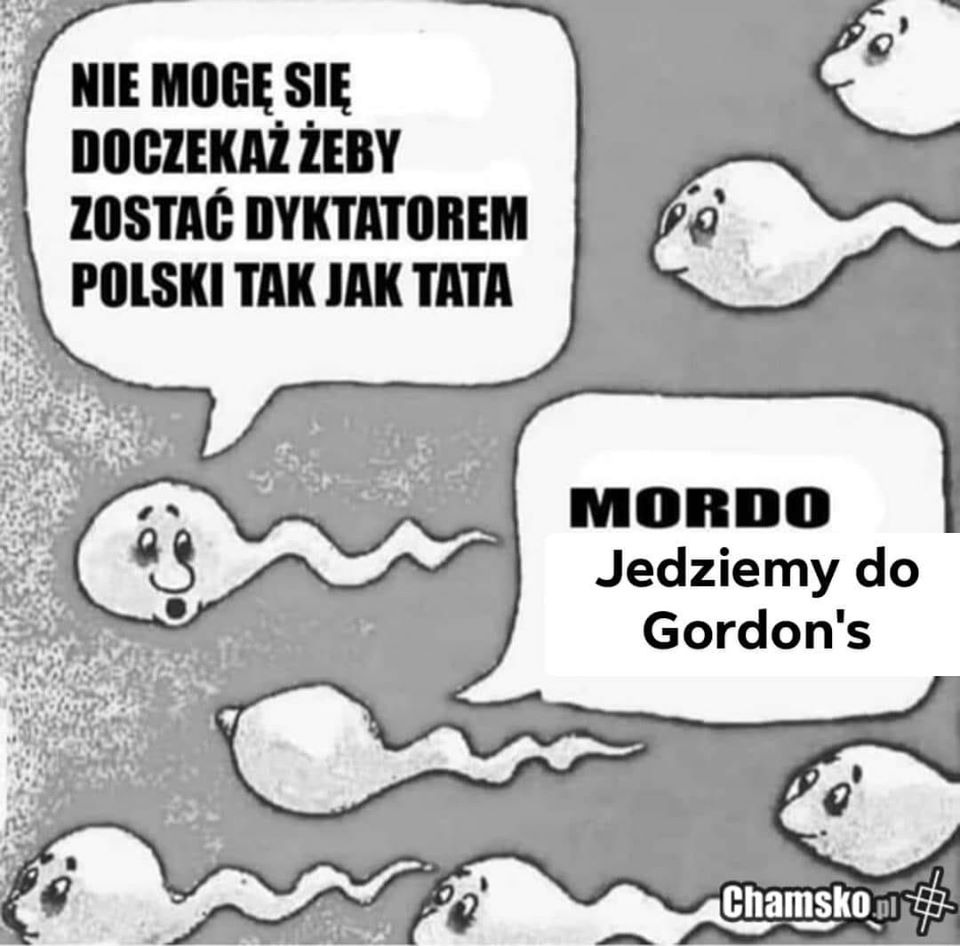 NIE MOGĘ SIĘ
DOCZEKAŻ ŻEBY
ZOSTAĆ DYKTATOREM
POLSKI TAK JAK TATA
MORDO
Jedziemy do
Gordon's
Chamsko.pl